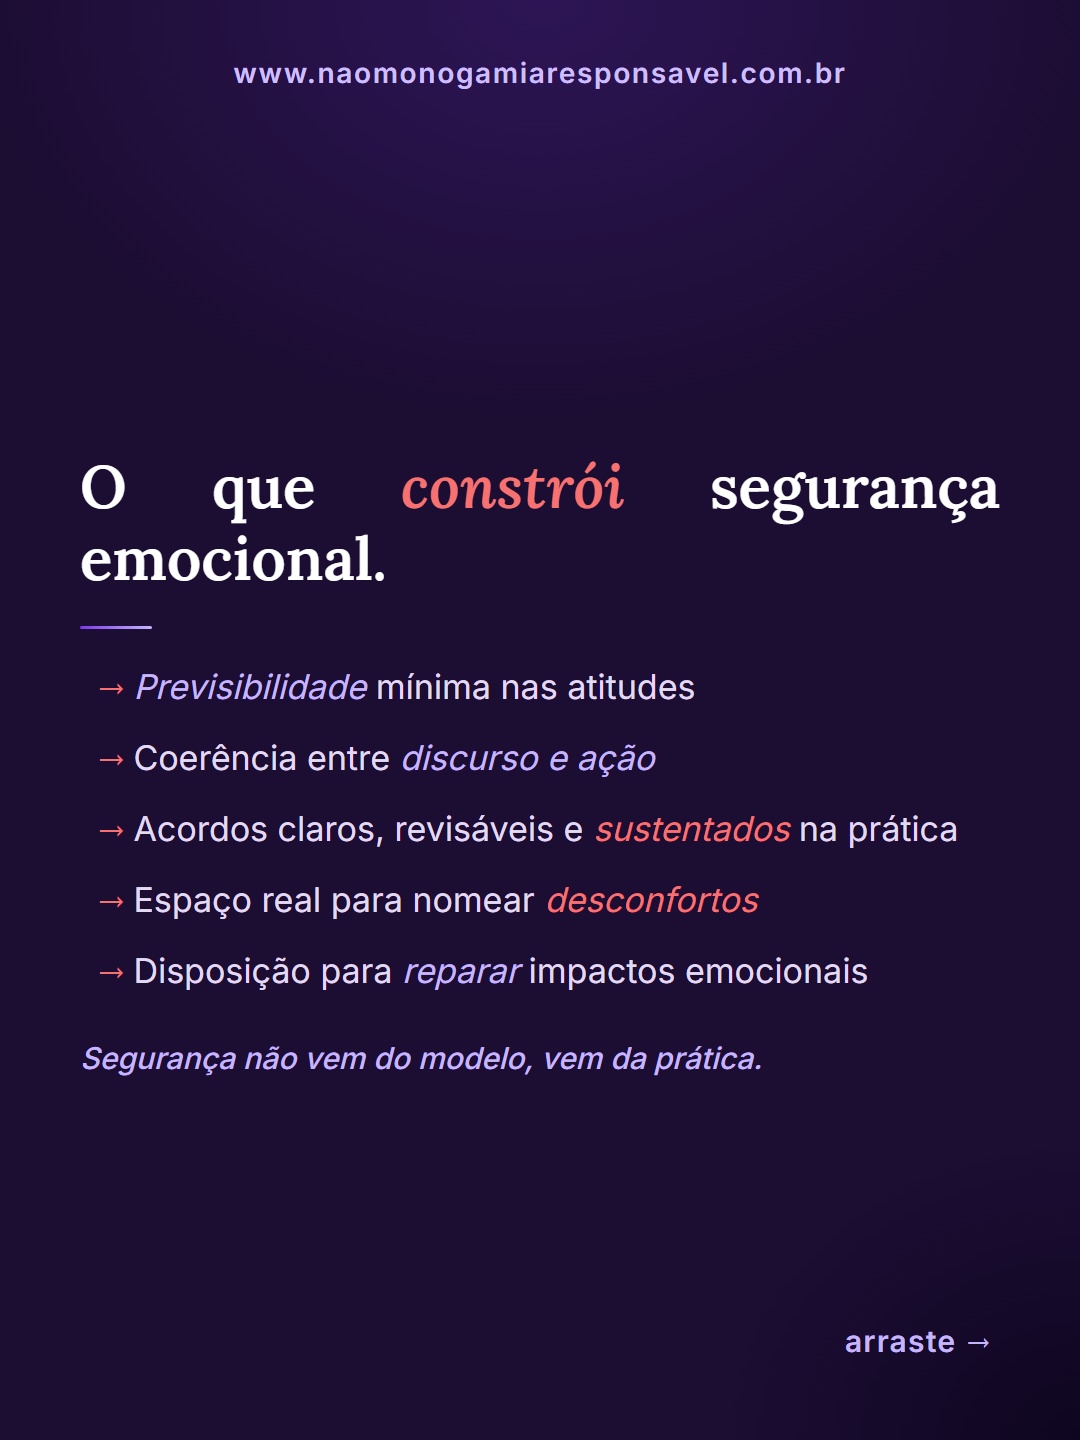 www.naomonogamiaresponsavel.com.br
O que constrói segurança
emocional.
→ Previsibilidade mínima nas atitudes
→ Coerência entre discurso e ação
→ Acordos claros, revisáveis e sustentados na prática
→ Espaço real para nomear desconfortos
→ Disposição para reparar impactos emocionais
Segurança não vem do modelo, vem da prática.
arraste →